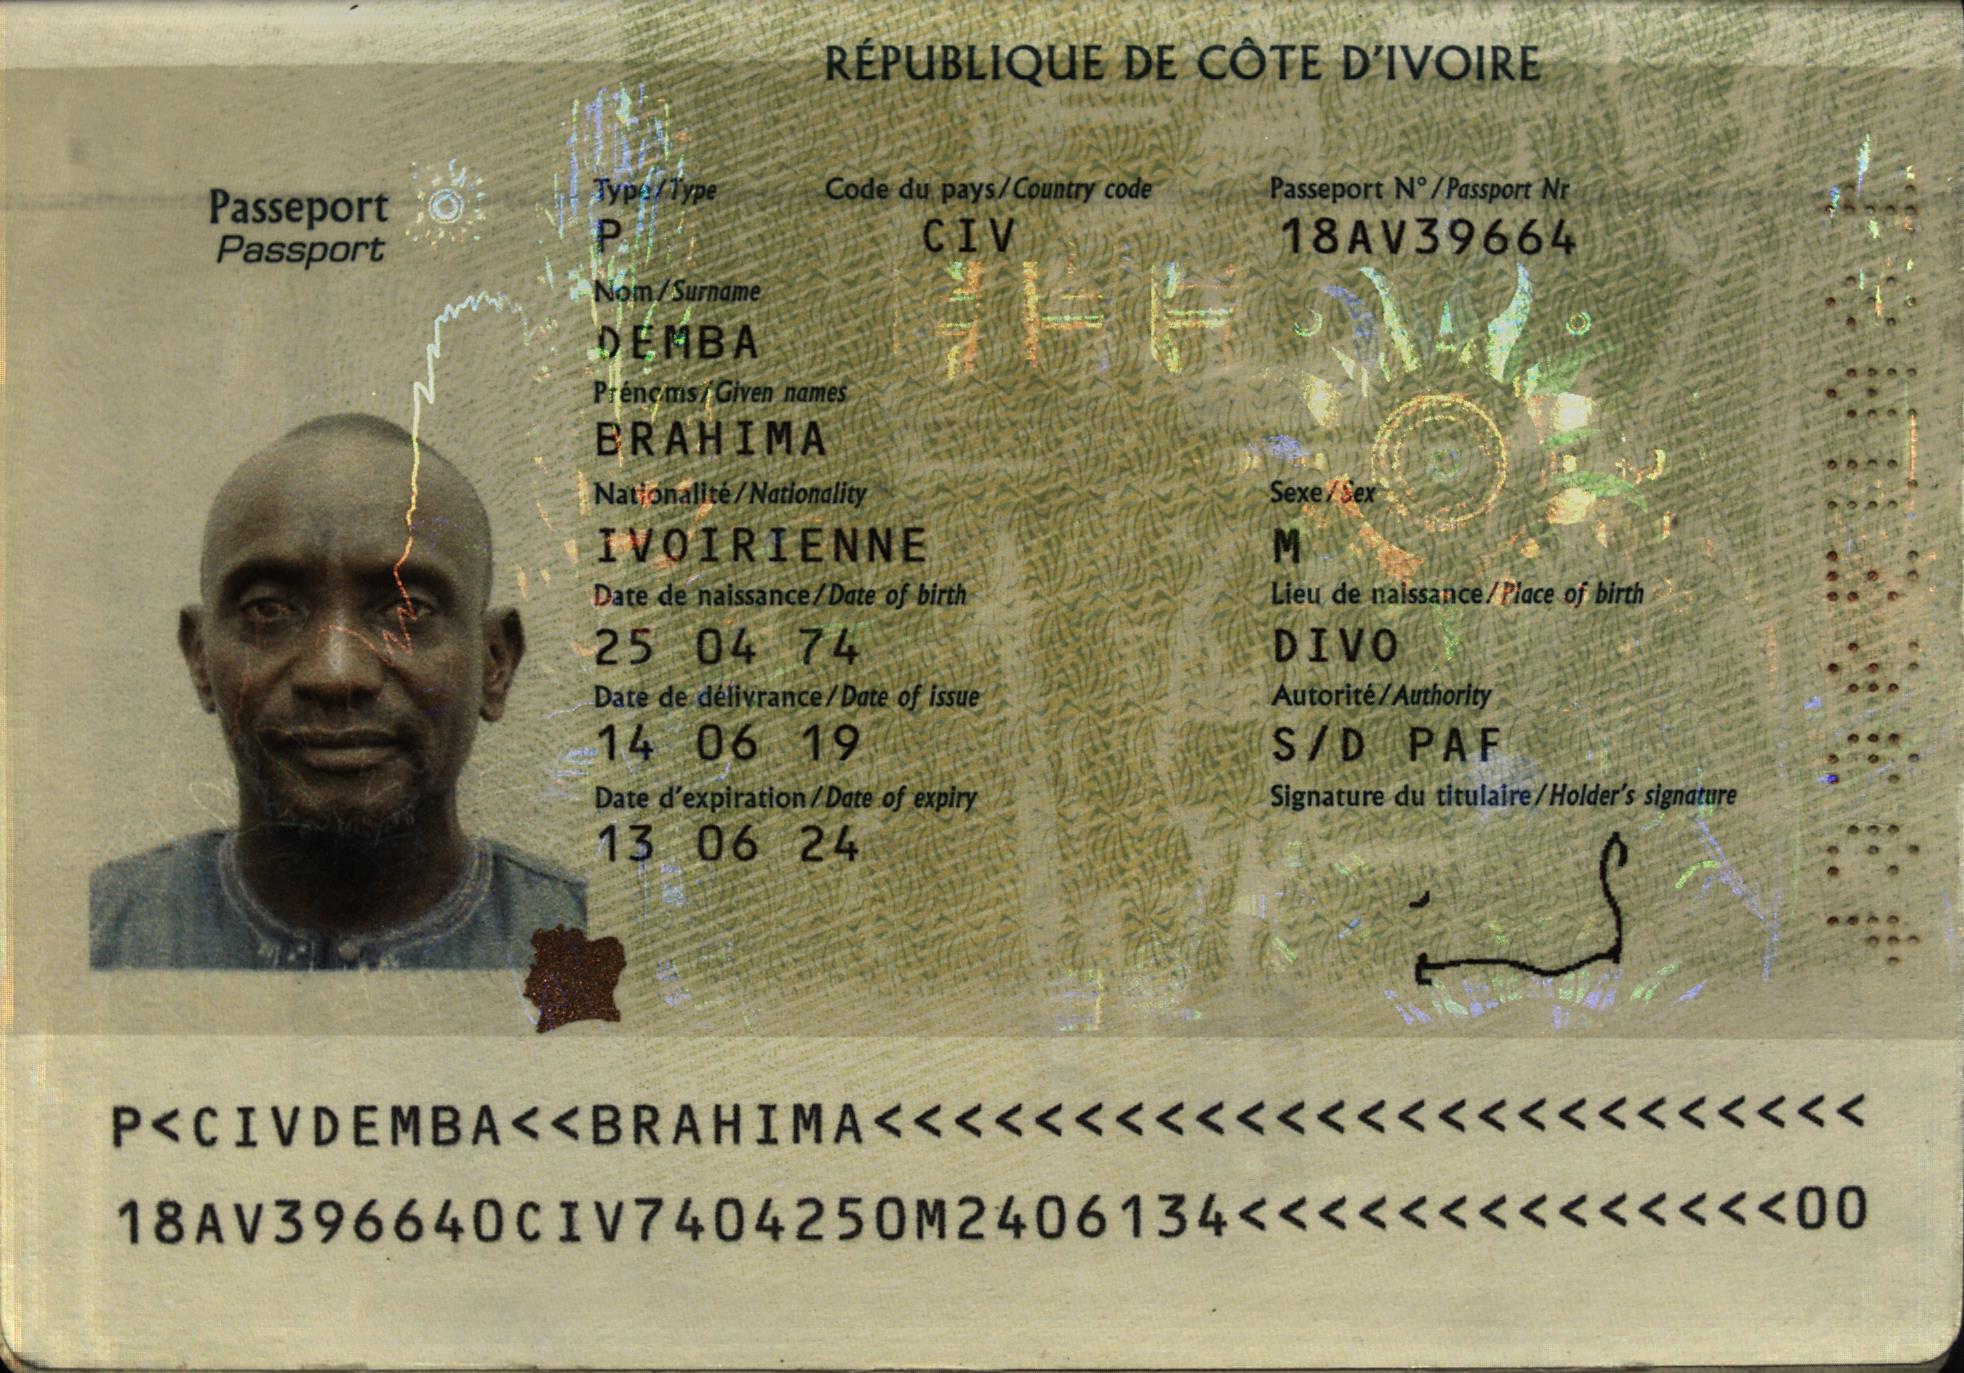 RÉPUBLIQUE DE CÔTE D'IVOIRE
Passeport
Passport
Type/Type Code du pays/Country code Passeport N°/Passport Nr
P CIV 18AV39664
Nom/Surname
DEMBA
Prénoms/Given names
BRAHIMA
Nationalité/Nationality Sexe/Sex
IVOIRIENNE M
Date de naissance/Date of birth Lieu de naissance/Place of birth
25 04 74 DIVO
Date de délivrance/Date of issue Autorité/Authority
14 06 19 S/D PAF
Date d'expiration/Date of expiry Signature du titulaire/Holder's signature
13 06 24
P<CIVDEMBA<<BRAHIMA<<<<<<<<<<<<<<<<<<<<<<<<<
18AV396640CIV7404250M2406134<<<<<<<<<<<<<<00